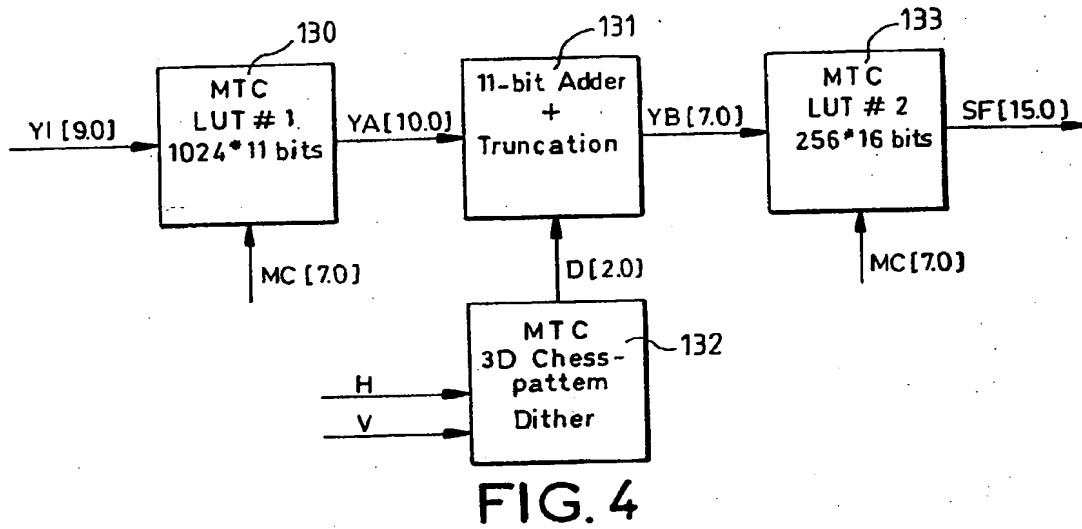 130
MTC
LUT # 1
1024*11 bits
YI [9.0]
MC [7.0]
YA [10.0]
131
11-bit Adder
+
Truncation
D [2.0]
YB [7.0]
133
MTC
LUT # 2
256*16 bits
SF [15.0]
MC [7.0]
132
MTC
3D Chess-
pattem
Dither
H
V
FIG. 4